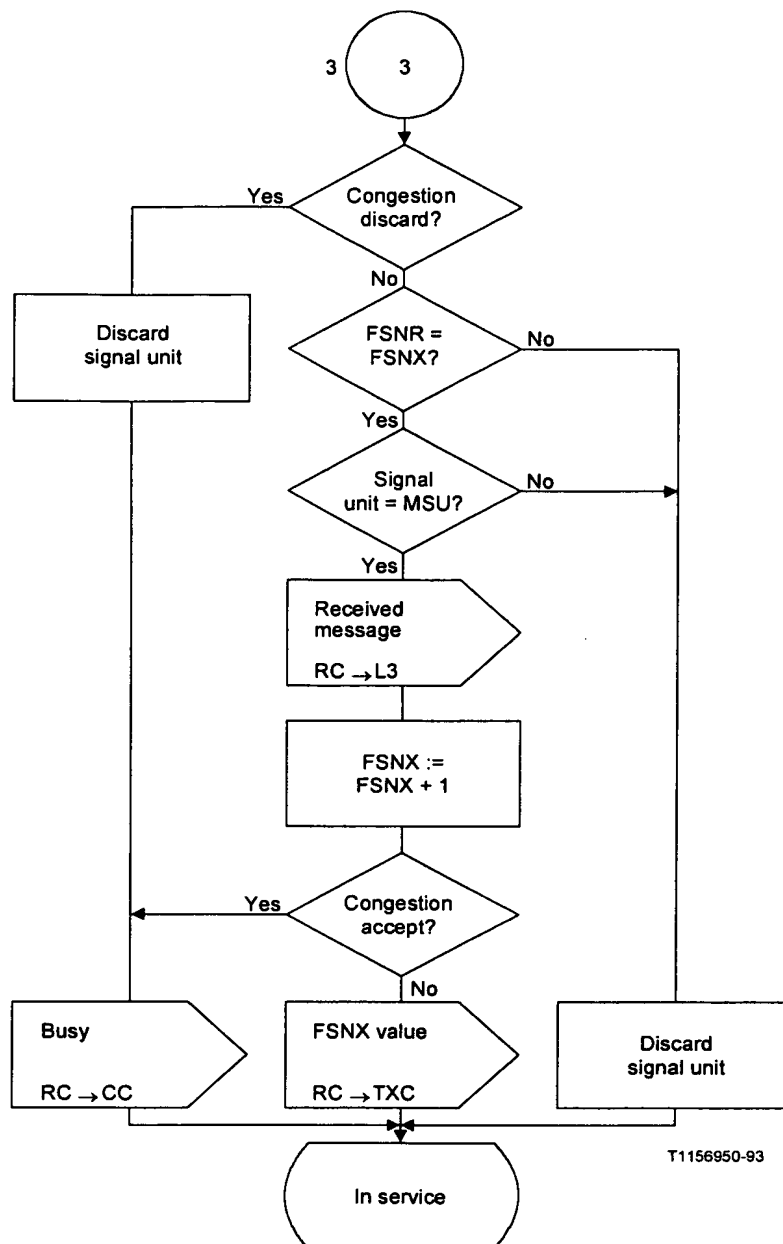 3 3
Congestion
discard?
Yes
No
Discard
signal unit
FSNR =
FSNX?
No
Yes
Signal
unit = MSU?
No
Yes
Received
message
RC → L3
FSNX :=
FSNX + 1
Yes
Congestion
accept?
No
Busy
RC → CC
FSNX value
RC → TXC
Discard
signal unit
T1156950-93
In service